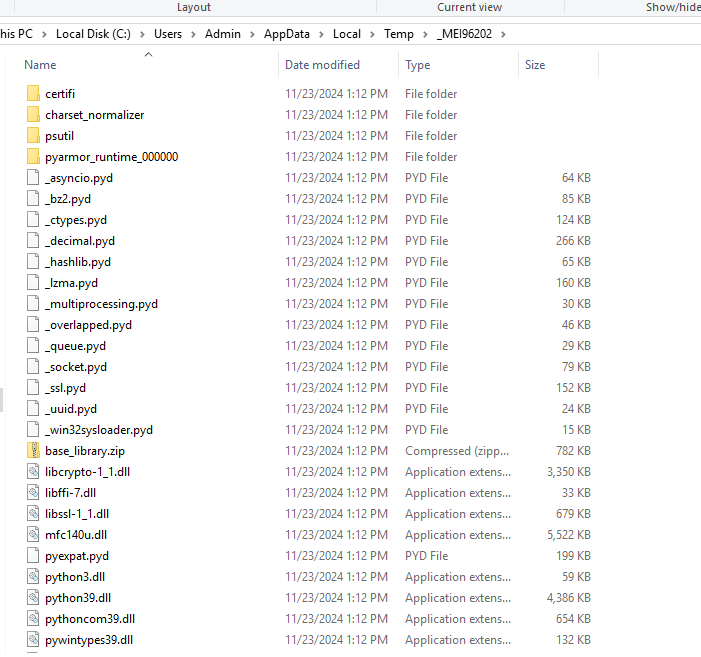 Layout Current view Show/hide
his PC > Local Disk (C:) > Users > Admin > AppData > Local > Temp > _MEI96202 >
Name Date modified Type Size
certifi 11/23/2024 1:12 PM File folder
charset_normalizer 11/23/2024 1:12 PM File folder
psutil 11/23/2024 1:12 PM File folder
pyarmor_runtime_000000 11/23/2024 1:12 PM File folder
_asyncio.pyd 11/23/2024 1:12 PM PYD File 64 KB
_bz2.pyd 11/23/2024 1:12 PM PYD File 85 KB
_ctypes.pyd 11/23/2024 1:12 PM PYD File 124 KB
_decimal.pyd 11/23/2024 1:12 PM PYD File 266 KB
_hashlib.pyd 11/23/2024 1:12 PM PYD File 65 KB
_lzma.pyd 11/23/2024 1:12 PM PYD File 160 KB
_multiprocessing.pyd 11/23/2024 1:12 PM PYD File 30 KB
_overlapped.pyd 11/23/2024 1:12 PM PYD File 46 KB
_queue.pyd 11/23/2024 1:12 PM PYD File 29 KB
_socket.pyd 11/23/2024 1:12 PM PYD File 79 KB
_ssl.pyd 11/23/2024 1:12 PM PYD File 152 KB
_uuid.pyd 11/23/2024 1:12 PM PYD File 24 KB
_win32sysloader.pyd 11/23/2024 1:12 PM PYD File 15 KB
base_library.zip 11/23/2024 1:12 PM Compressed (zipp... 782 KB
libcrypto-1_1.dll 11/23/2024 1:12 PM Application extens... 3,350 KB
libffi-7.dll 11/23/2024 1:12 PM Application extens... 33 KB
libssl-1_1.dll 11/23/2024 1:12 PM Application extens... 679 KB
mfc140u.dll 11/23/2024 1:12 PM Application extens... 5,522 KB
pyexpat.pyd 11/23/2024 1:12 PM PYD File 199 KB
python3.dll 11/23/2024 1:12 PM Application extens... 59 KB
python39.dll 11/23/2024 1:12 PM Application extens... 4,386 KB
pythoncom39.dll 11/23/2024 1:12 PM Application extens... 654 KB
pywintypes39.dll 11/23/2024 1:12 PM Application extens... 132 KB